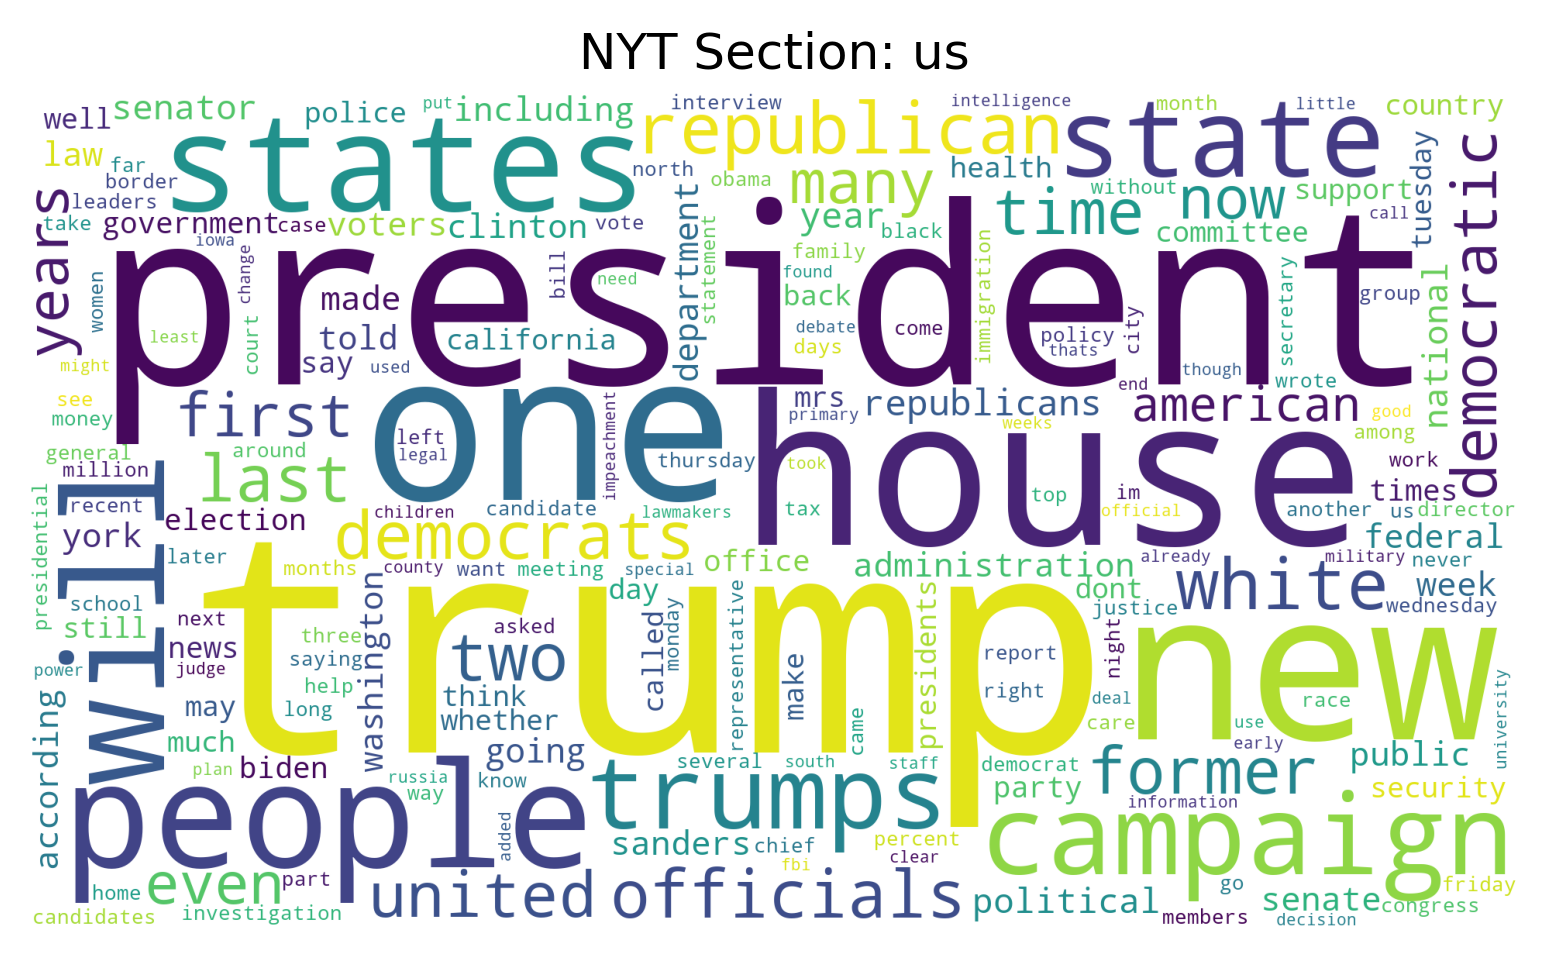 NYT Section: us
well
senator
police
put
including
interview
republican
intelligence
state
month
little
country
law
far
border
leaders
states
north
obama
many
health
without
now
support
tuesday
democratic
take
government
case
voters
clinton
vote
department
year
black
time
committee
call
years
iowa
president
statement
family
immigration
women
change
bill
need
found
back
secretary
group
national
made
told
california
debate
days
come
policy
thats
city
least
court
say
used
though
might
see
money
first
one
impeachment
left
legal
mrs
primary
republicans
weeks
end
american
wrote
good
among
general
million
recent
around
last
thursday
house
took
work
times
york
election
children
candidate
democrats
lawmakers
tax
top
im
official
another
us
director
federal
will
later
presidential
months
county
want
meeting
special
office
administration
already
military
never
school
still
day
dont
white
week
wednesday
justice
next
news
judge
trump
three
saying
help
long
washington
asked
two
think
whether
called
monday
representative
make
presidents
report
right
night
new
power
according
may
much
plan
biden
going
came
deal
care
race
use
early
university
people
russia
way
know
several
south
staff
democrat
party
former
public
information
security
trumps
added
sanders
chief
fbi
percent
clear
campaign
home
even
part
candidates
investigation
united
officials
political
go
members
senate
decision
friday
congress